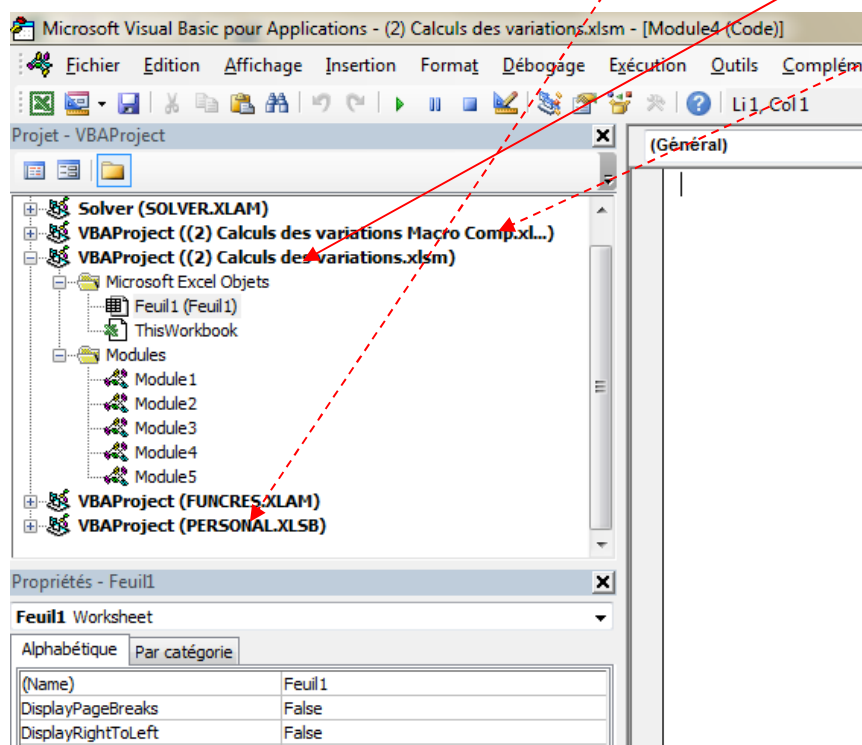 Microsoft Visual Basic pour Applications - (2) Calculs des variations.xlsm - [Module4 (Code)]
Fichier Edition Affichage Insertion Format Débogage Exécution Outils Complém
Li 1, Col 1
Projet - VBAProject
(Général)
Solver (SOLVER.XLAM)
VBAProject ((2) Calculs des variations Macro Comp.xl...)
VBAProject ((2) Calculs des variations.xlsm)
Microsoft Excel Objets
Feuil1 (Feuil1)
ThisWorkbook
Modules
Module1
Module2
Module3
Module4
Module5
VBAProject (FUNCRES.XLAM)
VBAProject (PERSONAL.XLSB)
Propriétés - Feuil1
Feuil1 Worksheet
Alphabétique Par catégorie
(Name) Feuil1
DisplayPageBreaks False
DisplayRightToLeft False